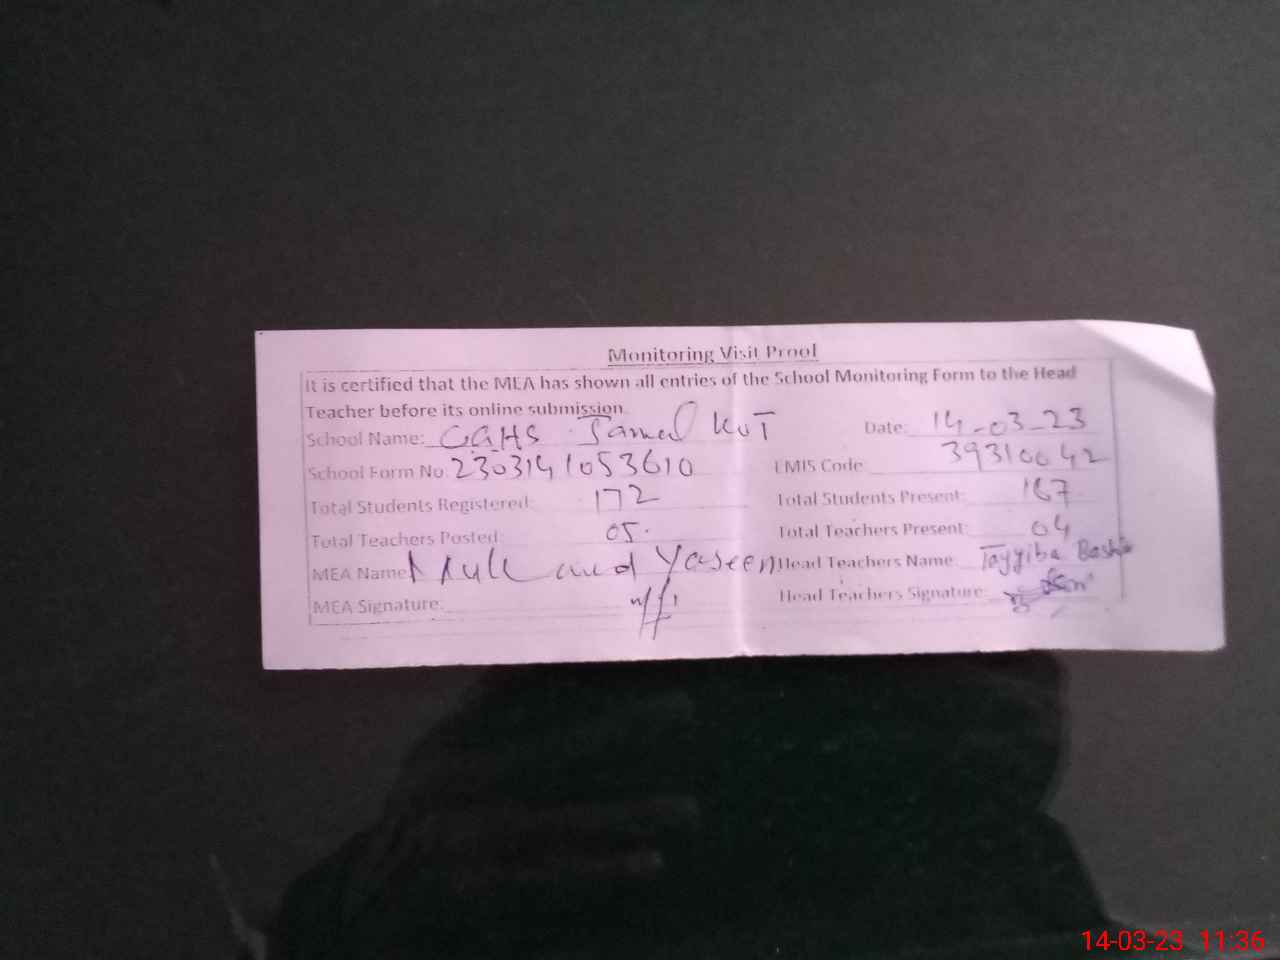 Monitoring Visit Proof
It is certified that the MEA has shown all entries of the School Monitoring Form to the Head
Teacher before its online submission.
School Name: GGHS Jamal Kot Date: 14-03-23
School Form No. 2303141053610 EMIS Code 39310042
Total Students Registered: 172 Total Students Present: 167
Total Teachers Posted: 05. Total Teachers Present: 04
MEA Name: Yaseen Head Teachers Name: Tayyiba Bashir
MEA Signature: Head Teachers Signature:
14-03-23 11:36